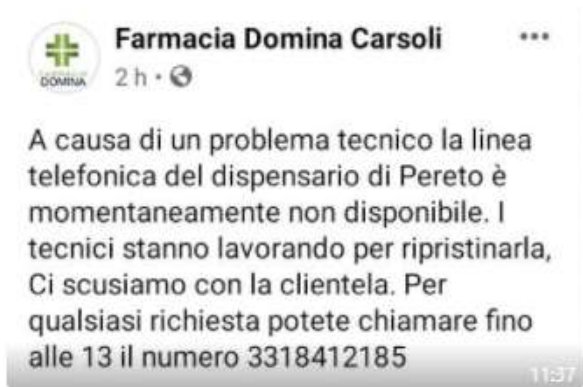 Farmacia Domina Carsoli
DOMINA
2 h
A causa di un problema tecnico la linea
telefonica del dispensario di Pereto è
momentaneamente non disponibile. I
tecnici stanno lavorando per ripristinarla,
Ci scusiamo con la clientela. Per
qualsiasi richiesta potete chiamare fino
alle 13 il numero 3318412185
11:37